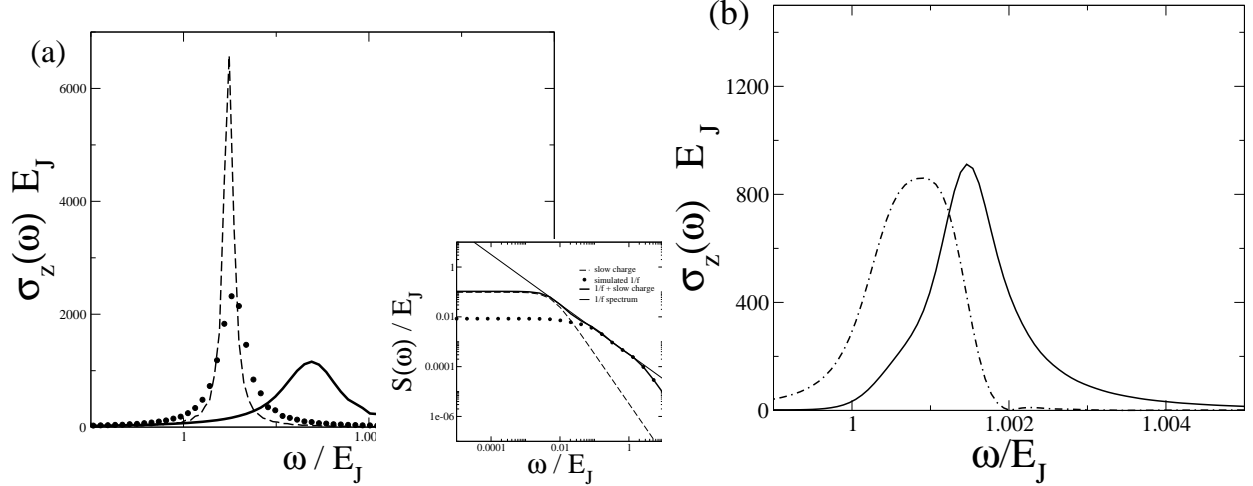 (a)
6000
4000
2000
0
σz(ω) EJ
1
1.00
ω / EJ
slow charge
simulated 1/f
1/f + slow charge
1/f spectrum
1
0.01
0.0001
1e-06
S(ω) / EJ
0.0001
0.01
1
ω / EJ
(b)
1200
800
400
0
σz(ω) EJ
1
1.002
1.004
ω/EJ